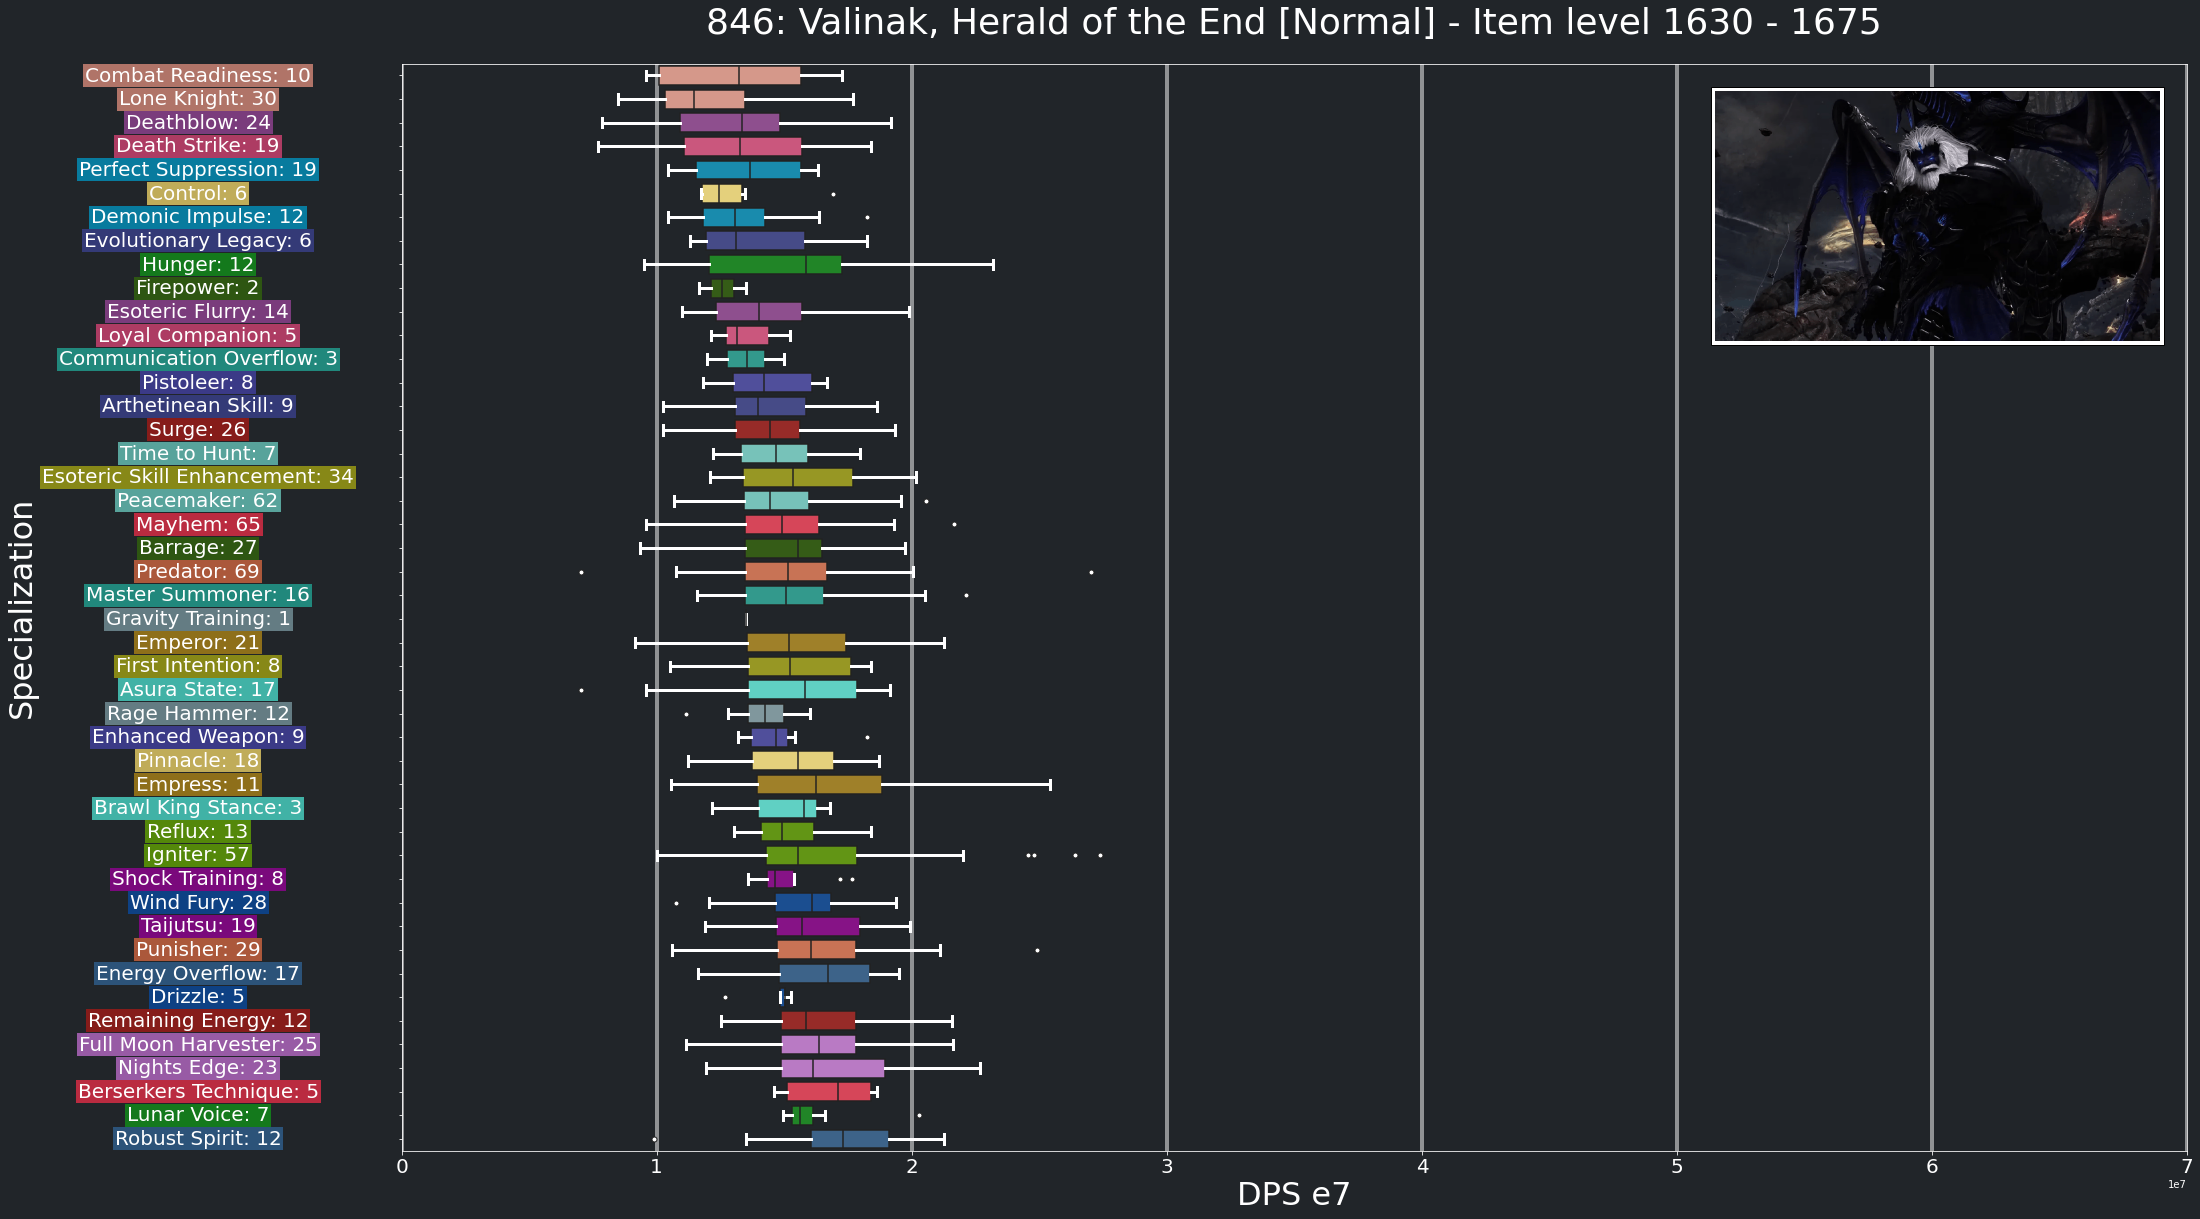 846: Valinak, Herald of the End [Normal] - Item level 1630 - 1675
Combat Readiness: 10
Lone Knight: 30
Deathblow: 24
Death Strike: 19
Perfect Suppression: 19
Control: 6
Demonic Impulse: 12
Evolutionary Legacy: 6
Hunger: 12
Firepower: 2
Esoteric Flurry: 14
Loyal Companion: 5
Communication Overflow: 3
Pistoleer: 8
Arthetinean Skill: 9
Surge: 26
Time to Hunt: 7
Esoteric Skill Enhancement: 34
Peacemaker: 62
Mayhem: 65
Barrage: 27
Predator: 69
Master Summoner: 16
Gravity Training: 1
Emperor: 21
First Intention: 8
Asura State: 17
Rage Hammer: 12
Enhanced Weapon: 9
Pinnacle: 18
Empress: 11
Brawl King Stance: 3
Reflux: 13
Igniter: 57
Shock Training: 8
Wind Fury: 28
Taijutsu: 19
Punisher: 29
Energy Overflow: 17
Drizzle: 5
Remaining Energy: 12
Full Moon Harvester: 25
Nights Edge: 23
Berserkers Technique: 5
Lunar Voice: 7
Robust Spirit: 12
Specialization
0 1 2 3 4 5 6 7
1e7
DPS e7